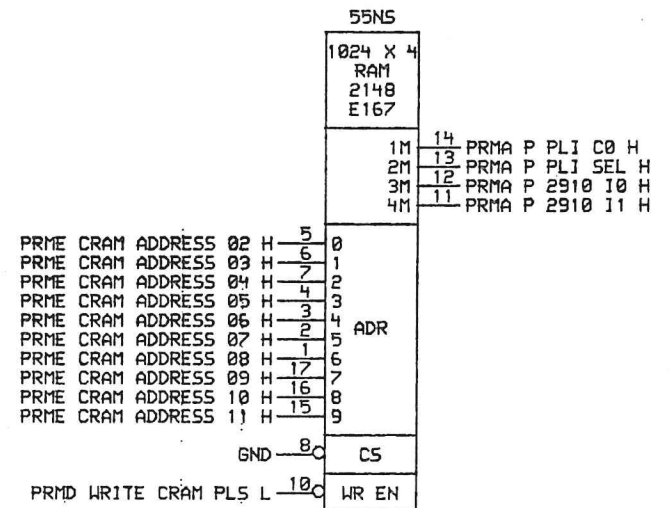 55NS
1024 X 4
RAM
2148
E167
1M 14 PRMA P PLI C0 H
2M 13 PRMA P PLI SEL H
3M 12 PRMA P 2910 I0 H
4M 11 PRMA P 2910 I1 H
PRME CRAM ADDRESS 02 H 5 0
PRME CRAM ADDRESS 03 H 6 1
PRME CRAM ADDRESS 04 H 7 2
PRME CRAM ADDRESS 05 H 4 3
PRME CRAM ADDRESS 06 H 3 4 ADR
PRME CRAM ADDRESS 07 H 2 5
PRME CRAM ADDRESS 08 H 1 6
PRME CRAM ADDRESS 09 H 17 7
PRME CRAM ADDRESS 10 H 16 8
PRME CRAM ADDRESS 11 H 15 9
GND 8 CS
PRMD WRITE CRAM PLS L 10 WR EN